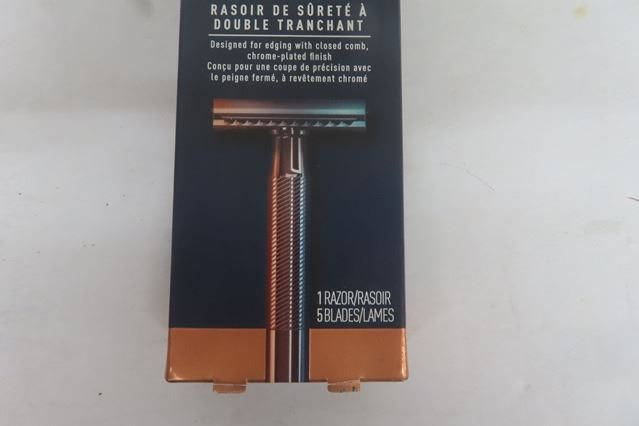 RASOIR DE SÛRETÉ À
DOUBLE TRANCHANT
Designed for edging with closed comb,
chrome-plated finish
Conçu pour une coupe de précision avec
le peigne fermé, à revêtement chromé
1 RAZOR/RASOIR
5 BLADES/LAMES